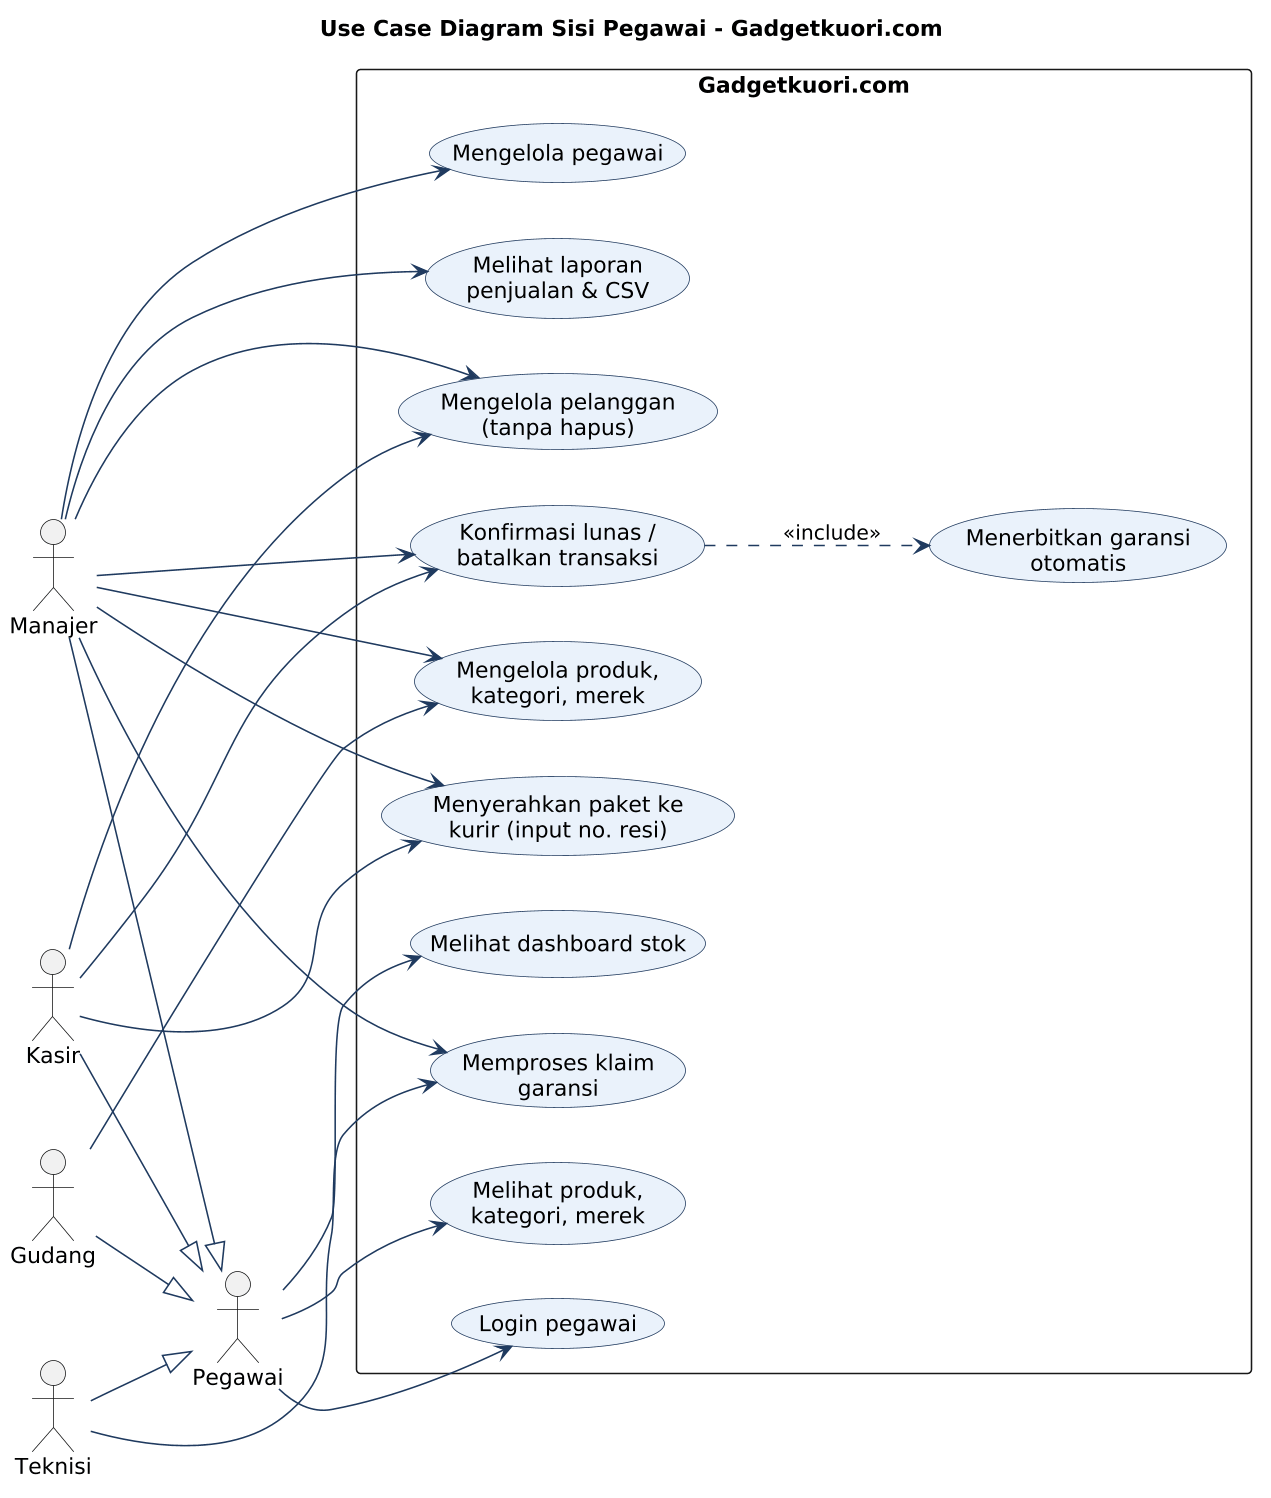 Use Case Diagram Sisi Pegawai - Gadgetkuori.com
Gadgetkuori.com
Mengelola pegawai
Melihat laporan
penjualan & CSV
Mengelola pelanggan
(tanpa hapus)
Konfirmasi lunas /
batalkan transaksi
«include»
Menerbitkan garansi
otomatis
Manajer
Mengelola produk,
kategori, merek
Menyerahkan paket ke
kurir (input no. resi)
Melihat dashboard stok
Kasir
Memproses klaim
garansi
Melihat produk,
kategori, merek
Gudang
Login pegawai
Pegawai
Teknisi